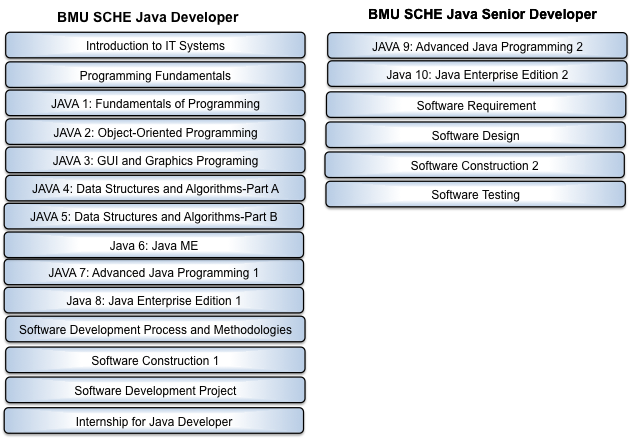 BMU SCHE Java Developer
Introduction to IT Systems
Programming Fundamentals
JAVA 1: Fundamentals of Programming
JAVA 2: Object-Oriented Programming
JAVA 3: GUI and Graphics Programing
JAVA 4: Data Structures and Algorithms-Part A
JAVA 5: Data Structures and Algorithms-Part B
Java 6: Java ME
JAVA 7: Advanced Java Programming 1
Java 8: Java Enterprise Edition 1
Software Development Process and Methodologies
Software Construction 1
Software Development Project
Internship for Java Developer
BMU SCHE Java Senior Developer
JAVA 9: Advanced Java Programming 2
Java 10: Java Enterprise Edition 2
Software Requirement
Software Design
Software Construction 2
Software Testing